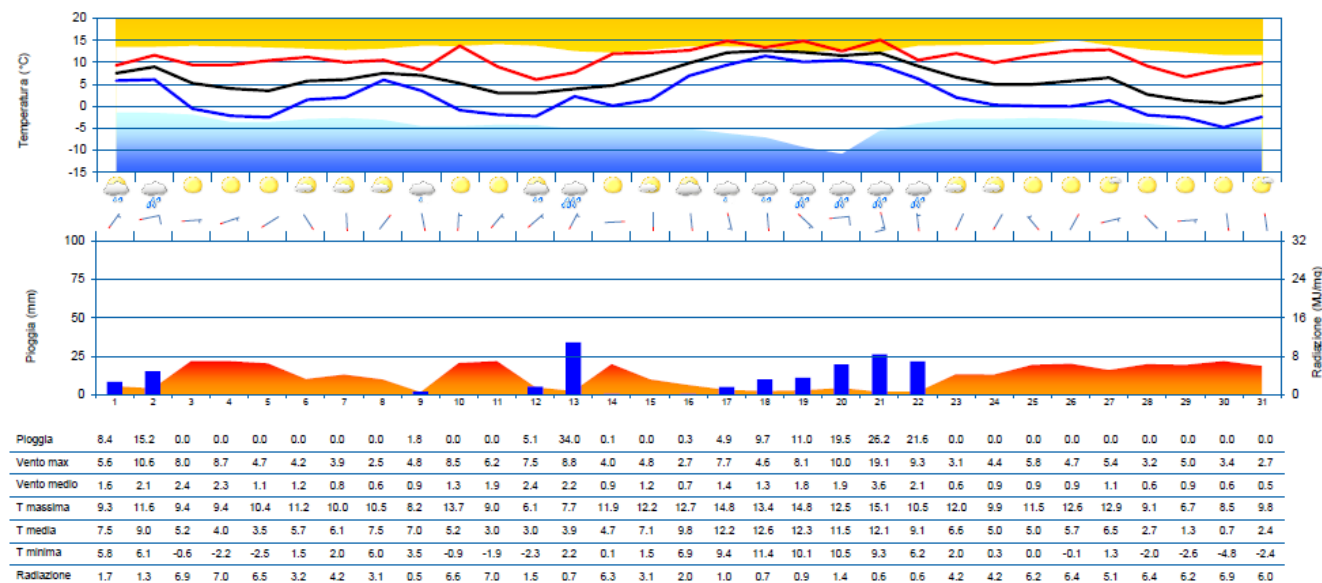 20
15
10
5
0
-5
-10
-15
Temperatura (°C)
100
75
50
25
0
Pioggia (mm)
32
24
16
8
0
Radiazione (MJ/mq)
1 2 3 4 5 6 7 8 9 10 11 12 13 14 15 16 17 18 19 20 21 22 23 24 25 26 27 28 29 30 31
Pioggia 8.4 15.2 0.0 0.0 0.0 0.0 0.0 0.0 1.8 0.0 0.0 5.1 34.0 0.1 0.0 0.3 4.9 9.7 11.0 19.5 26.2 21.6 0.0 0.0 0.0 0.0 0.0 0.0 0.0 0.0 0.0
Vento max 5.6 10.6 8.0 8.7 4.7 4.2 3.9 2.5 4.8 8.5 6.2 7.5 8.8 4.0 4.8 2.7 7.7 4.6 8.1 10.0 19.1 9.3 3.1 4.4 5.8 4.7 5.4 3.2 5.0 3.4 2.7
Vento medio 1.6 2.1 2.4 2.3 1.1 1.2 0.8 0.6 0.9 1.3 1.9 2.4 2.2 0.9 1.2 0.7 1.4 1.3 1.8 1.9 3.6 2.1 0.6 0.9 0.9 0.9 1.1 0.6 0.9 0.6 0.5
T massima 9.3 11.6 9.4 9.4 10.4 11.2 10.0 10.5 8.2 13.7 9.0 6.1 7.7 11.9 12.2 12.7 14.8 13.4 14.8 12.5 15.1 10.5 12.0 9.9 11.5 12.6 12.9 9.1 6.7 8.5 9.8
T media 7.5 9.0 5.2 4.0 3.5 5.7 6.1 7.5 7.0 5.2 3.0 3.0 3.9 4.7 7.1 9.8 12.2 12.6 12.3 11.5 12.1 9.1 6.6 5.0 5.0 5.7 6.5 2.7 1.3 0.7 2.4
T minima 5.8 6.1 -0.6 -2.2 -2.5 1.5 2.0 6.0 3.5 -0.9 -1.9 -2.3 2.2 0.1 1.5 6.9 9.4 11.4 10.1 10.5 9.3 6.2 2.0 0.3 0.0 -0.1 1.3 -2.0 -2.6 -4.8 -2.4
Radiazione 1.7 1.3 6.9 7.0 6.5 3.2 4.2 3.1 0.5 6.6 7.0 1.5 0.7 6.3 3.1 2.0 1.0 0.7 0.9 1.4 0.6 0.6 4.2 4.2 6.2 6.4 5.1 6.4 6.2 6.9 6.0